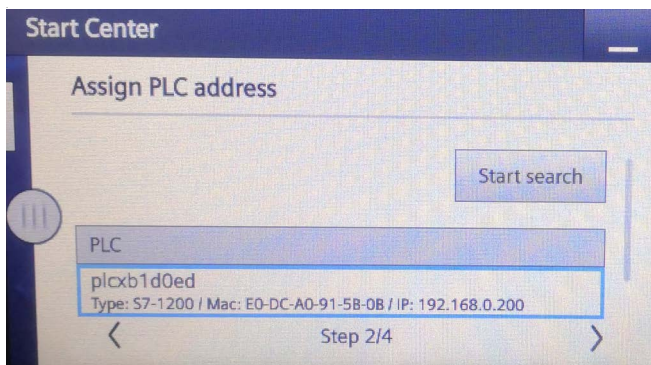 Start Center
Assign PLC address
Start search
PLC
plcxb1d0ed
Type: S7-1200 / Mac: E0-DC-A0-91-5B-0B / IP: 192.168.0.200
Step 2/4